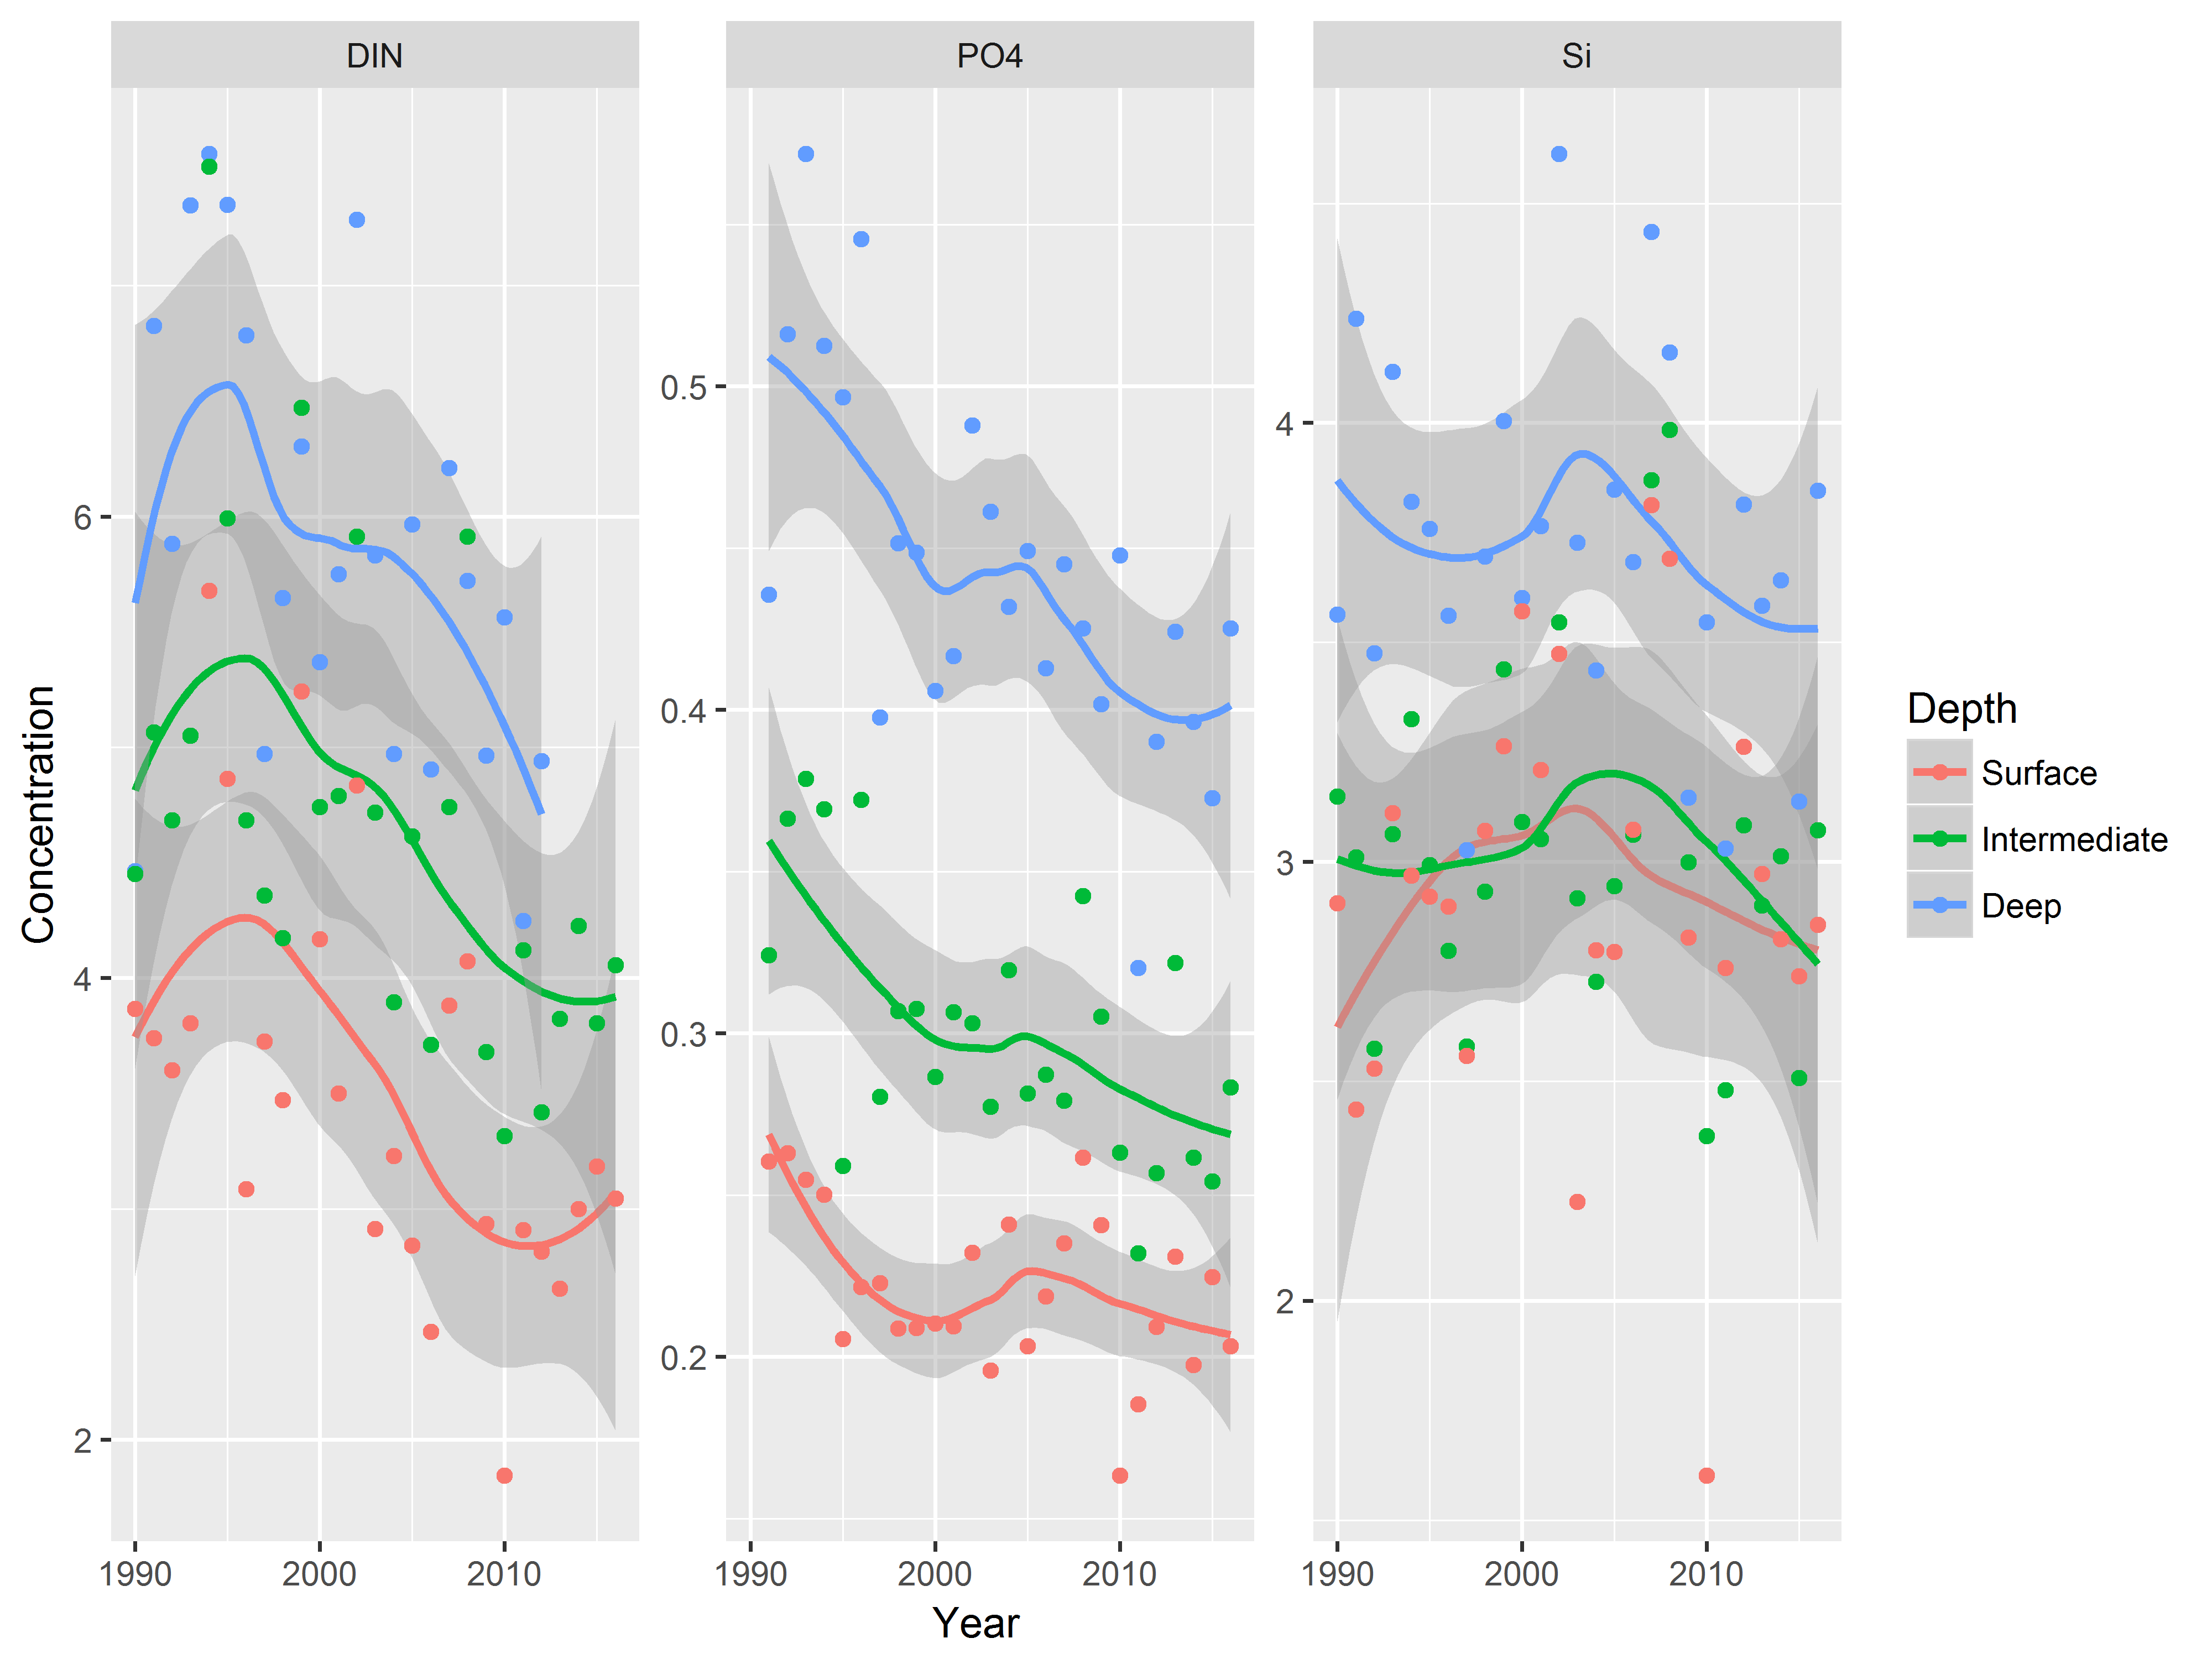 DIN
PO4
Si
6
4
2
0.5
0.4
0.3
0.2
4
3
2
1990 2000 2010
1990 2000 2010
1990 2000 2010
Concentration
Year
Depth
Surface
Intermediate
Deep